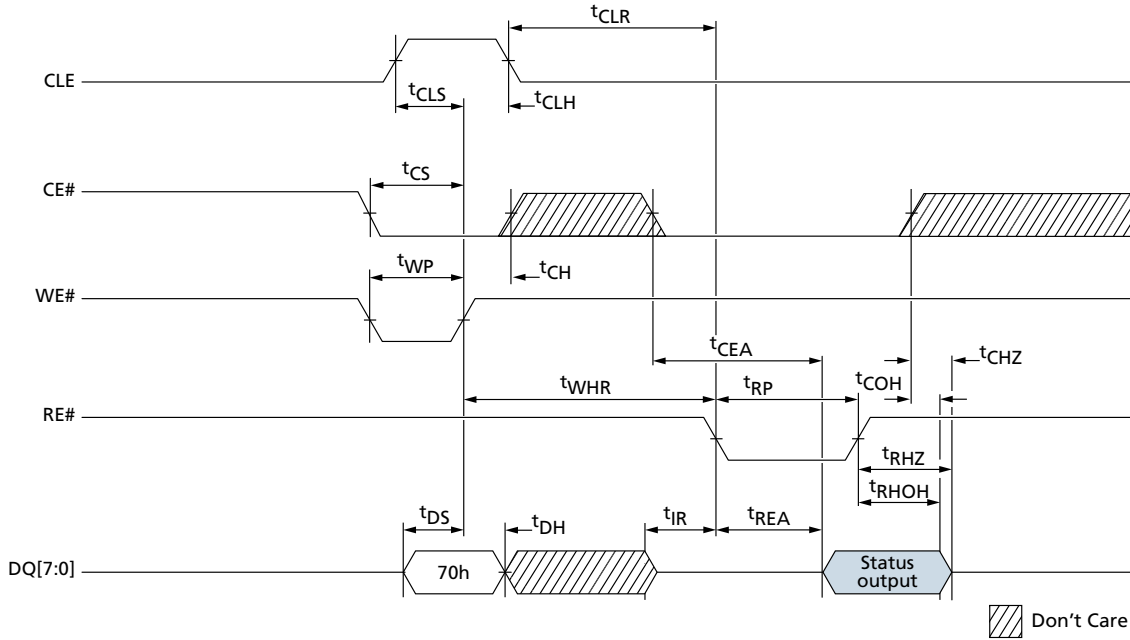 tCLR
CLE
tCLS
tCLH
tCS
CE#
tWP
tCH
WE#
tCEA
tCHZ
tWHR
tRP
tCOH
RE#
tRHZ
tRHOH
tDS
tDH
tIR
tREA
DQ[7:0]
70h
Status
output
Don't Care